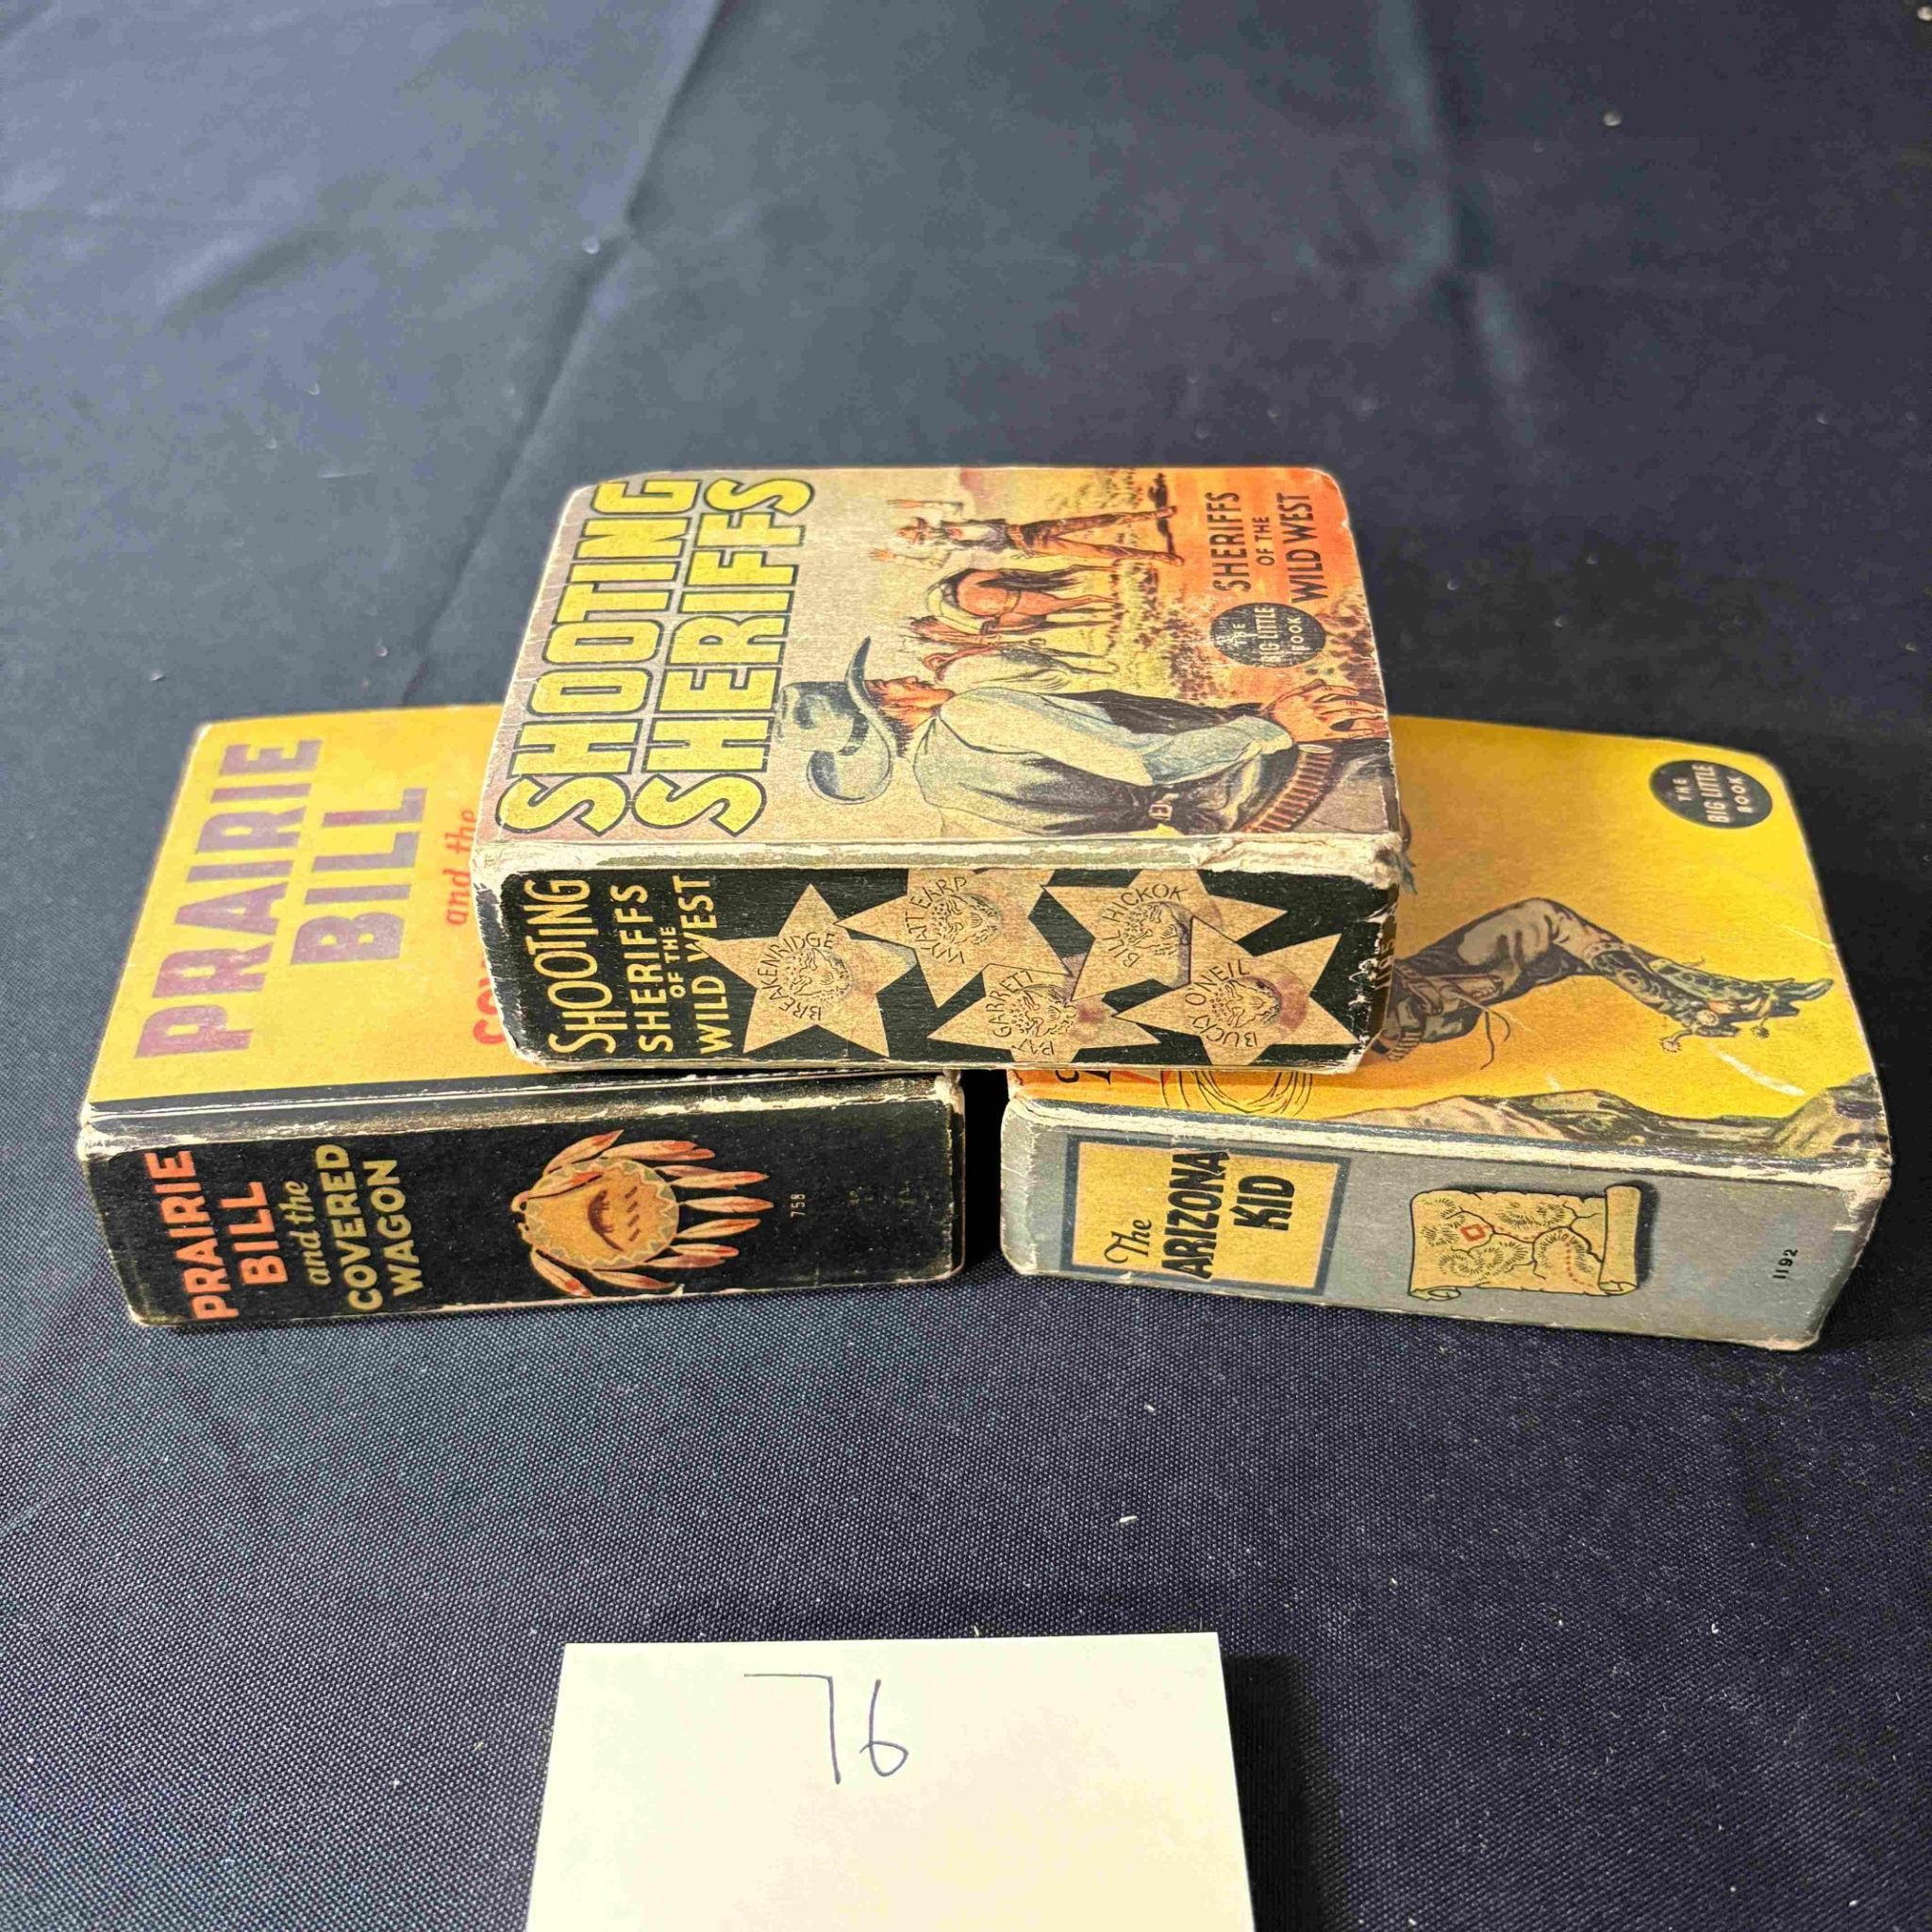 SHOOTING
SHERIFFS
SHERIFFS
OF THE
WILD WEST
THE
BIG LITTLE
BOOK
SHOOTING
SHERIFFS
OF THE
WILD WEST
BREAKENRIDGE
WYATT EARP
PAT GARRETT
BILL HICKOK
BUCKY O'NEIL
PRAIRIE
BILL
and the
PRAIRIE
BILL
and the
COVERED
WAGON
758
THE
BIG LITTLE
BOOK
The
ARIZONA
KID
1192
76